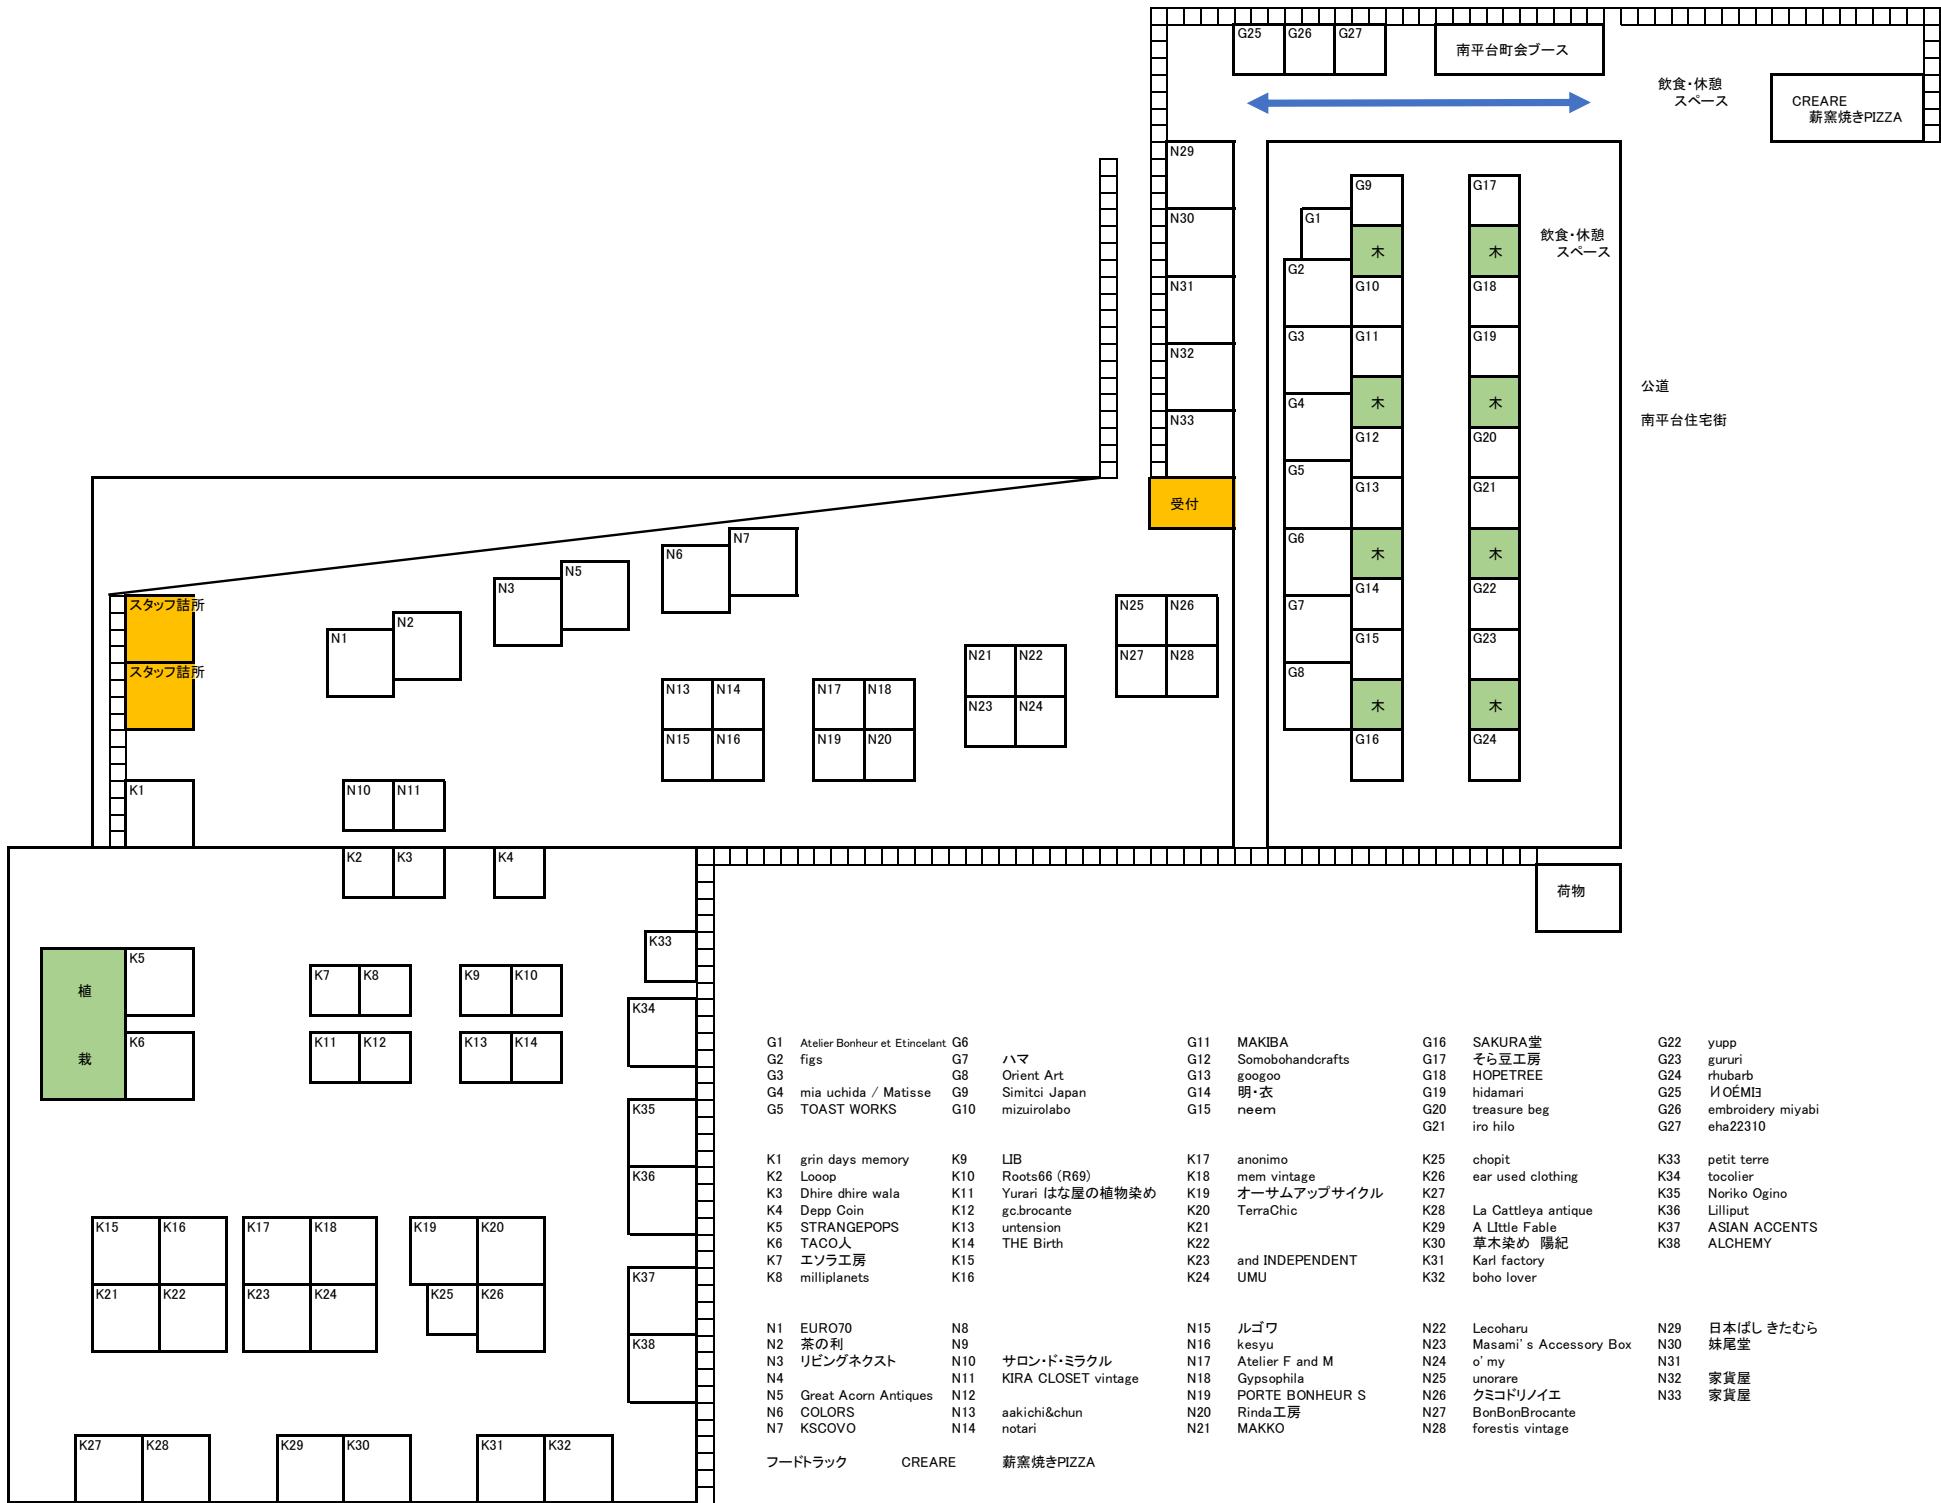 G25 G26 G27 南平台町会ブース
飲食・休憩
スペース
CREARE
薪窯焼きPIZZA
N29
G9 G17
N30 G1
飲食・休憩
スペース
木 木
G2
N31 G10 G18
G3 G11 G19
N32
公道
G4 木 木
N33
南平台住宅街
G12 G20
G5
G13 G21
受付
N7 G6
N6 木 木
N5
N3
スタッフ詰所
N25 N26 G7
G14 G22
N2
N1
G15 G23
N21 N22 N27 N28
スタッフ詰所
G8
N13 N14 N17 N18
N23 N24
木 木
N15 N16 N19 N20
G16 G24
K1 N10 N11
K2 K3 K4
荷物
K33
K5
K7 K8 K9 K10
植
K34
K6 K11 K12 K13 K14
栽
K35
K36
K15 K16 K17 K18 K19 K20
K37
K21 K22 K23 K24 K25 K26
K38
K27 K28 K29 K30 K31 K32
G1 Atelier Bonheur et Etincelant G6 G11 MAKIBA G16 SAKURA堂 G22 yupp
G2 figs G7 ハマ G12 Somobohandcrafts G17 そら豆工房 G23 gururi
G3 G8 Orient Art G13 googoo G18 HOPETREE G24 rhubarb
G4 mia uchida / Matisse G9 Simitci Japan G14 明・衣 G19 hidamari G25 ИOÉMIƎ
G5 TOAST WORKS G10 mizuirolabo G15 neem G20 treasure beg G26 embroidery miyabi
G21 iro hilo G27 eha22310
K1 grin days memory K9 LIB K17 anonimo K25 chopit K33 petit terre
K2 Looop K10 Roots66 (R69) K18 mem vintage K26 ear used clothing K34 tocolier
K3 Dhire dhire wala K11 Yurari はな屋の植物染め K19 オーサムアップサイクル K27 K35 Noriko Ogino
K4 Depp Coin K12 gc.brocante K20 TerraChic K28 La Cattleya antique K36 Lilliput
K5 STRANGEPOPS K13 untension K21 K29 A LIttle Fable K37 ASIAN ACCENTS
K6 TACO人 K14 THE Birth K22 K30 草木染め 陽紀 K38 ALCHEMY
K7 エソラ工房 K15 K23 and INDEPENDENT K31 Karl factory
K8 milliplanets K16 K24 UMU K32 boho lover
N1 EURO70 N8 N15 ルゴワ N22 Lecoharu N29 日本ばし きたむら
N2 茶の利 N9 N16 kesyu N23 Masami's Accessory Box N30 妹尾堂
N3 リビングネクスト N10 サロン・ド・ミラクル N17 Atelier F and M N24 o'my N31
N4 N11 KIRA CLOSET vintage N18 Gypsophila N25 unorare N32 家貨屋
N5 Great Acorn Antiques N12 N19 PORTE BONHEUR S N26 クミコドリノイエ N33 家貨屋
N6 COLORS N13 aakichi&chun N20 Rinda工房 N27 BonBonBrocante
N7 KSCOVO N14 notari N21 MAKKO N28 forestis vintage
フードトラック CREARE 薪窯焼きPIZZA